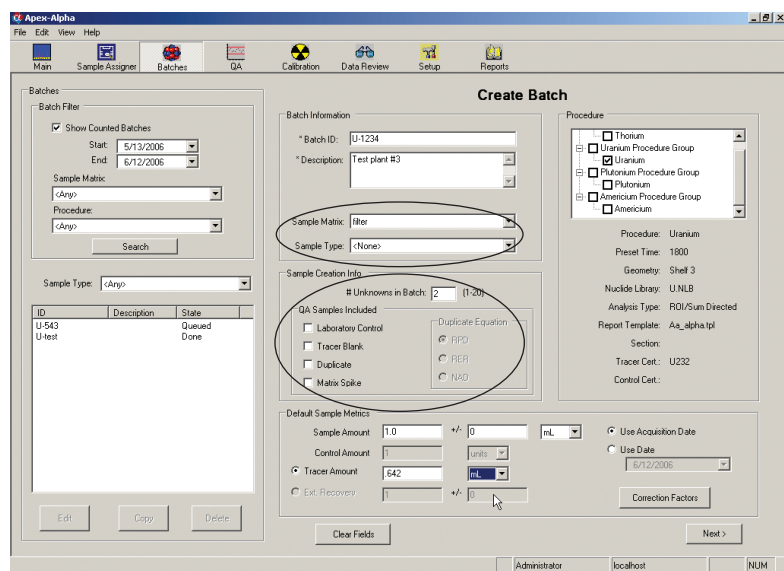 Apex-Alpha
File Edit View Help
Main Sample Assigner Batches QA Calibration Data Review Setup Reports
Batches
Batch Filter
Show Counted Batches
Start: 5/13/2006
End: 6/12/2006
Sample Matrix:
<Any>
Procedure:
<Any>
Search
Sample Type: <Any>
ID Description State
U-543 Queued
U-test Done
Edit Copy Delete
Create Batch
Batch Information
* Batch ID: U-1234
* Description: Test plant #3
Sample Matrix: filter
Sample Type: <None>
Sample Creation Info
# Unknowns in Batch: 2 (1-20)
QA Samples Included
Laboratory Control
Tracer Blank
Duplicate
Matrix Spike
Duplicate Equation
RPD
RER
NAD
Procedure
Thorium
Uranium Procedure Group
Uranium
Plutonium Procedure Group
Plutonium
Americium Procedure Group
Americium
Procedure: Uranium
Preset Time: 1800
Geometry: Shelf 3
Nuclide Library: U.NLB
Analysis Type: ROI/Sum Directed
Report Template: Aa_alpha.tpl
Section:
Tracer Cert.: U232
Control Cert.:
Default Sample Metrics
Sample Amount 1.0 +/- 0 mL
Control Amount 1 units
Tracer Amount .642 mL
Ext. Recovery 1 +/- 0
Use Acquisition Date
Use Date
6/12/2006
Correction Factors
Clear Fields
Next >
Administrator localhost NUM